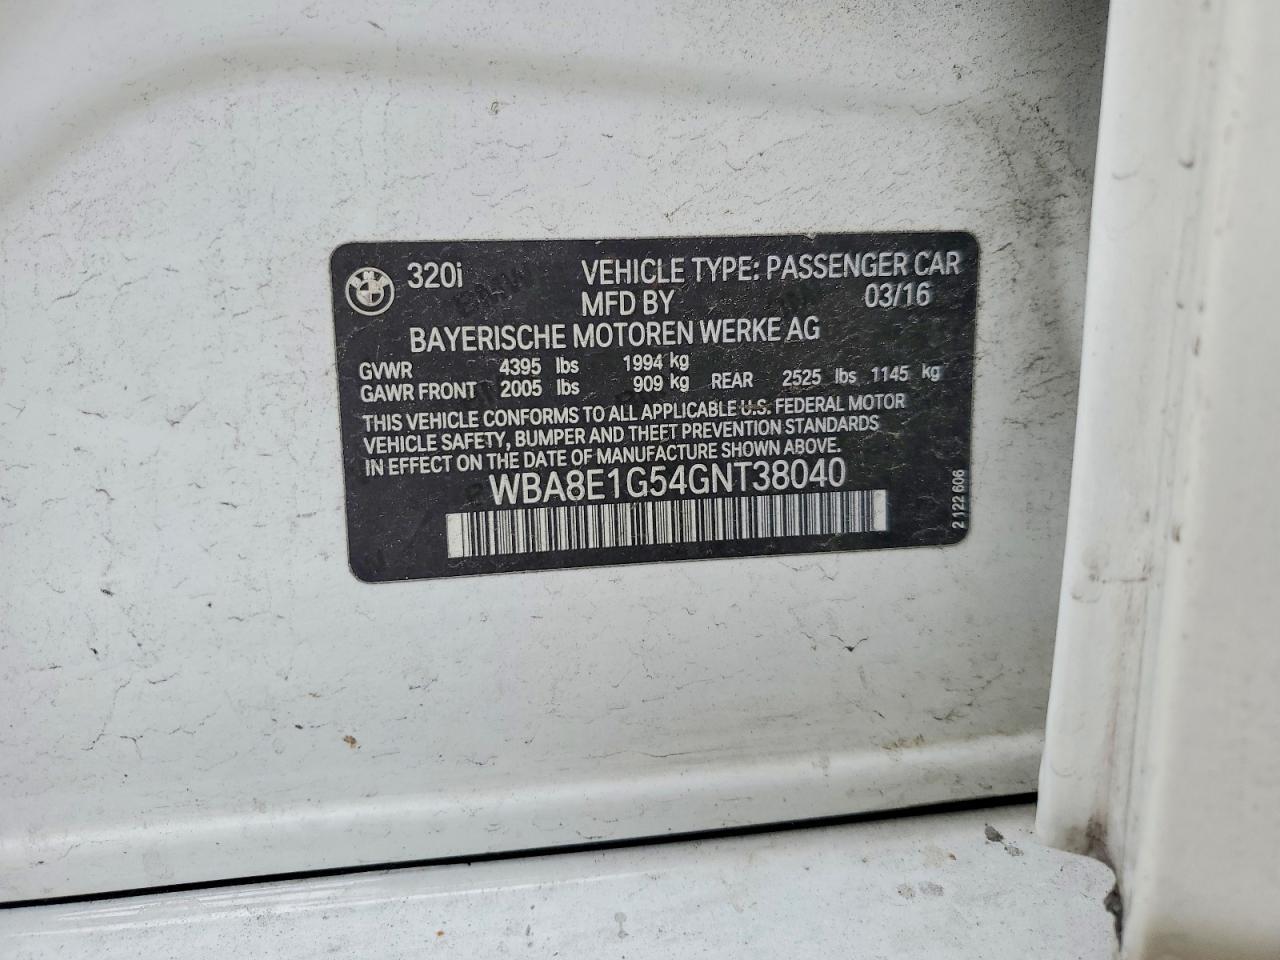 BMW 320i VEHICLE TYPE: PASSENGER CAR
MFD BY 03/16
BAYERISCHE MOTOREN WERKE AG
GVWR 4395 lbs 1994 kg
GAWR FRONT 2005 lbs 909 kg REAR 2525 lbs 1145 kg
THIS VEHICLE CONFORMS TO ALL APPLICABLE U.S. FEDERAL MOTOR
VEHICLE SAFETY, BUMPER AND THEFT PREVENTION STANDARDS
IN EFFECT ON THE DATE OF MANUFACTURE SHOWN ABOVE.
WBA8E1G54GNT38040
2 122 606